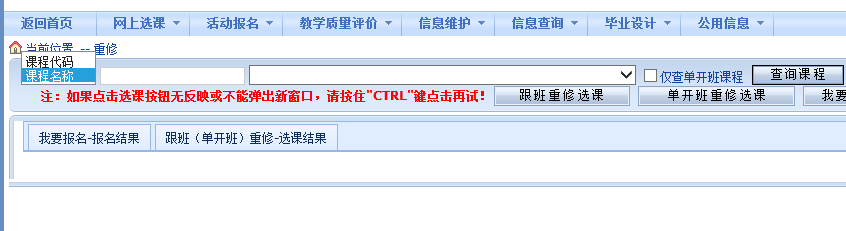 返回首页 网上选课 活动报名 教学质量评价 信息维护 信息查询 毕业设计 公用信息
当前位置 -- 重修
课程代码
课程名称 仅查单开班课程 查询课程
注：如果点击选课按钮无反映或不能弹出新窗口，请按住"CTRL"键点击再试！ 跟班重修选课 单开班重修选课 我要
我要报名-报名结果 跟班（单开班）重修-选课结果